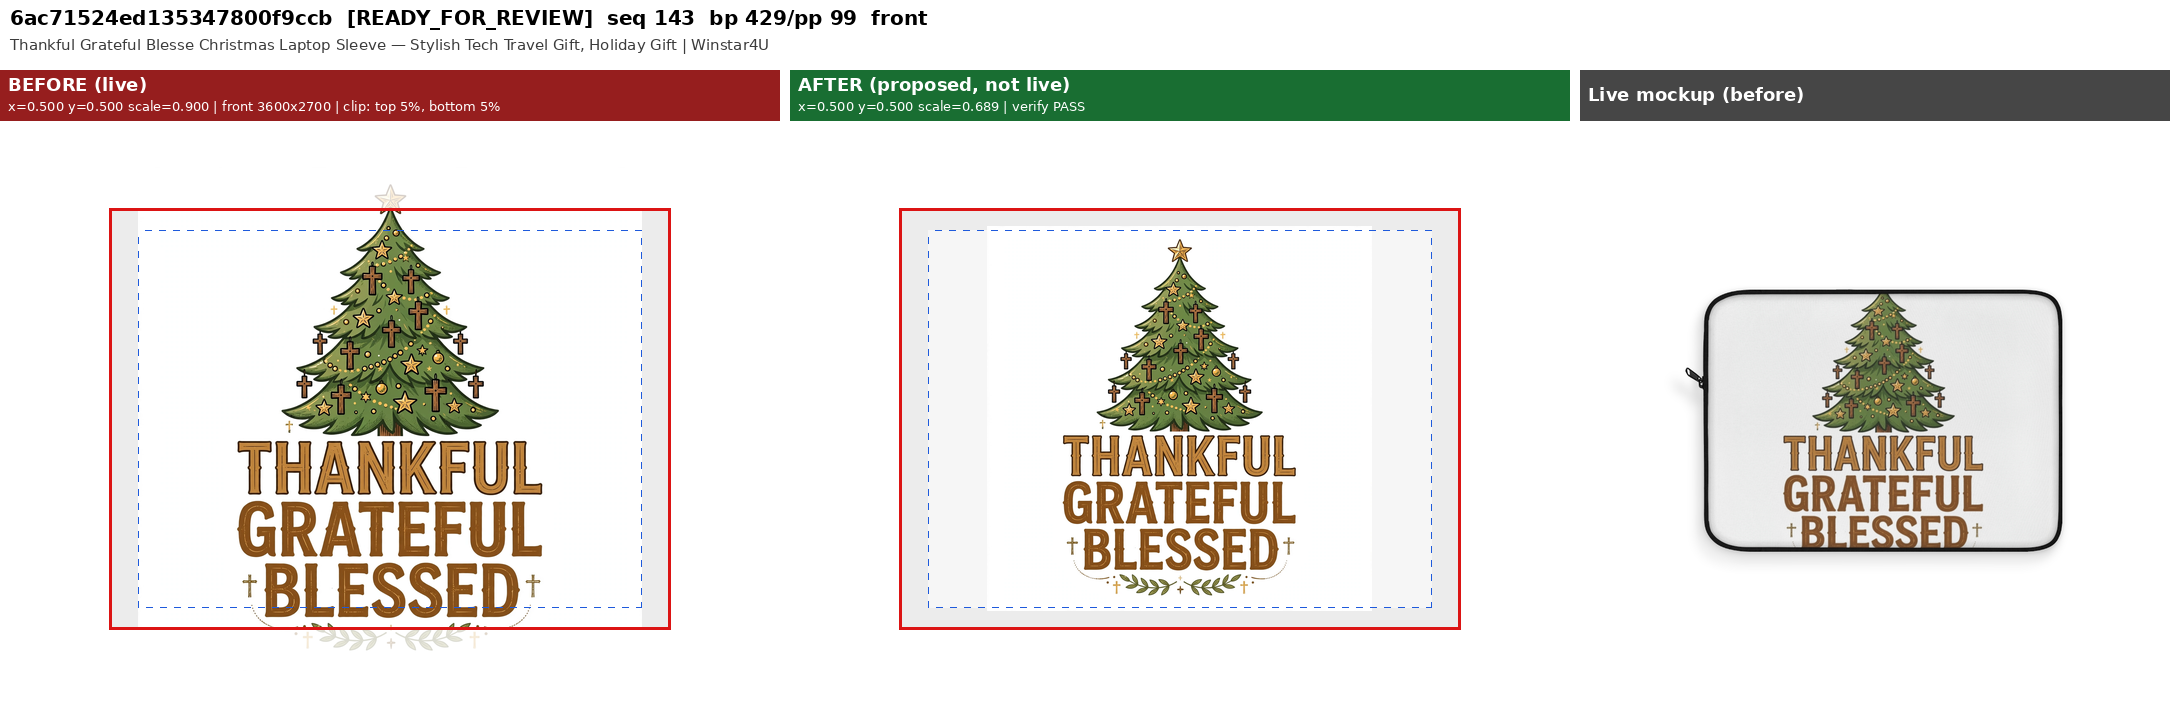 6ac71524ed135347800f9ccb [READY_FOR_REVIEW] seq 143 bp 429/pp 99 front
Thankful Grateful Blesse Christmas Laptop Sleeve — Stylish Tech Travel Gift, Holiday Gift | Winstar4U
BEFORE (live)
x=0.500 y=0.500 scale=0.900 | front 3600x2700 | clip: top 5%, bottom 5%
AFTER (proposed, not live)
x=0.500 y=0.500 scale=0.689 | verify PASS
Live mockup (before)
THANKFUL
GRATEFUL
BLESSED
THANKFUL
GRATEFUL
BLESSED
THANKFUL
GRATEFUL
BLESSED